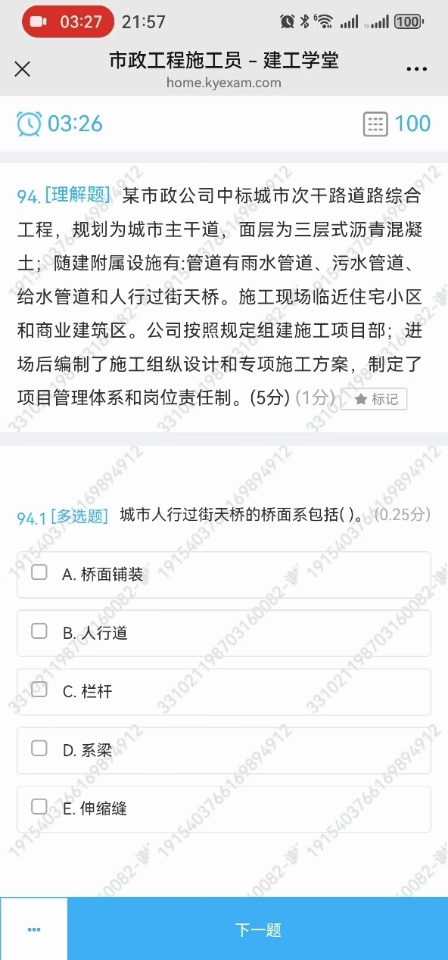 03:27 21:57 6 100
市政工程施工员 - 建工学堂
home.kyexam.com
03:26 100
94. [理解题] 某市政公司中标城市次干路道路综合
工程，规划为城市主干道，面层为三层式沥青混凝
土；随建附属设施有:管道有雨水管道、污水管道、
给水管道和人行过街天桥。施工现场临近住宅小区
和商业建筑区。公司按照规定组建施工项目部；进
场后编制了施工组纵设计和专项施工方案，制定了
项目管理体系和岗位责任制。(5分) (1分) ★ 标记
94.1 [多选题] 城市人行过街天桥的桥面系包括( )。 (0.25分)
A. 桥面铺装
B. 人行道
C. 栏杆
D. 系梁
E. 伸缩缝
下一题